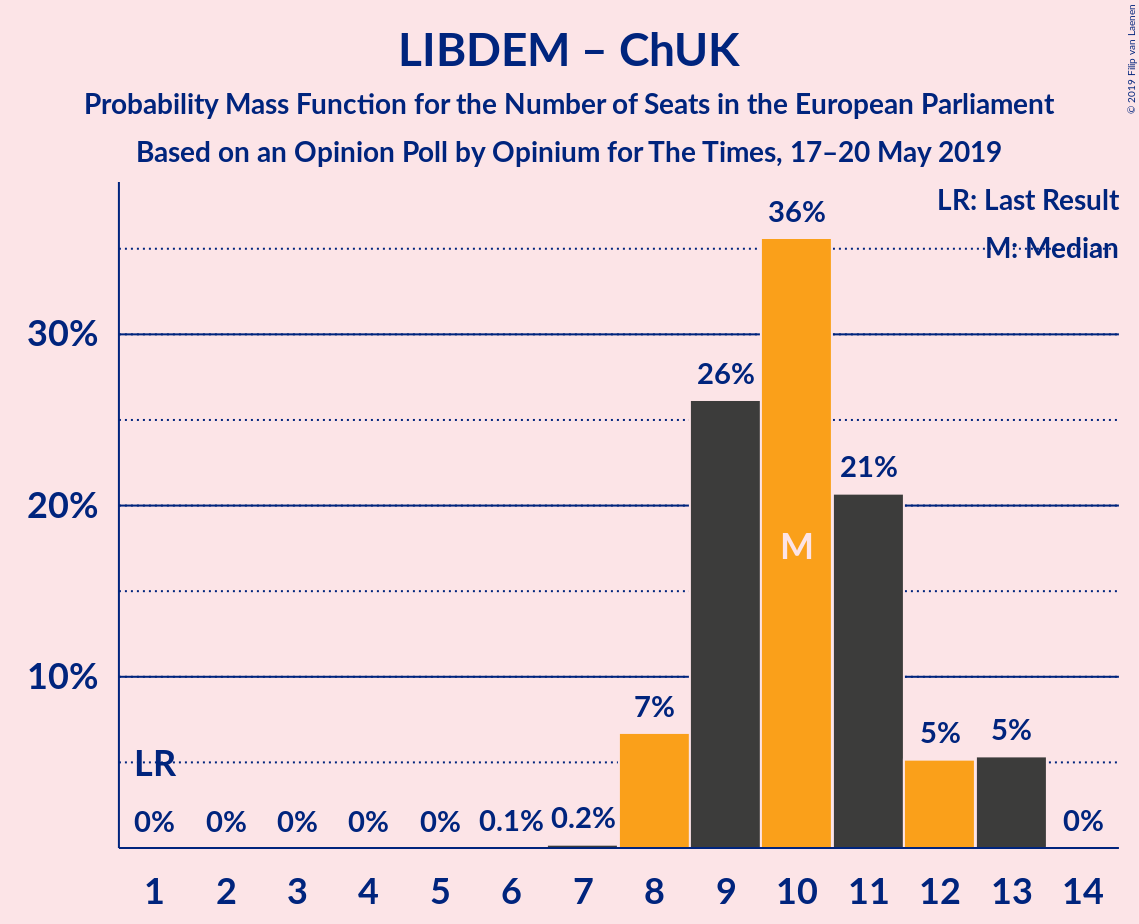 LIBDEM – ChUK
Probability Mass Function for the Number of Seats in the European Parliament
Based on an Opinion Poll by Opinium for The Times, 17–20 May 2019
© 2019 Filip van Laenen
LR: Last Result
M: Median
36%
30%
26%
21%
20%
M
10%
7%
5%
5%
LR
0%
0%
0%
0%
0%
0.1%
0.2%
0%
1 2 3 4 5 6 7 8 9 10 11 12 13 14